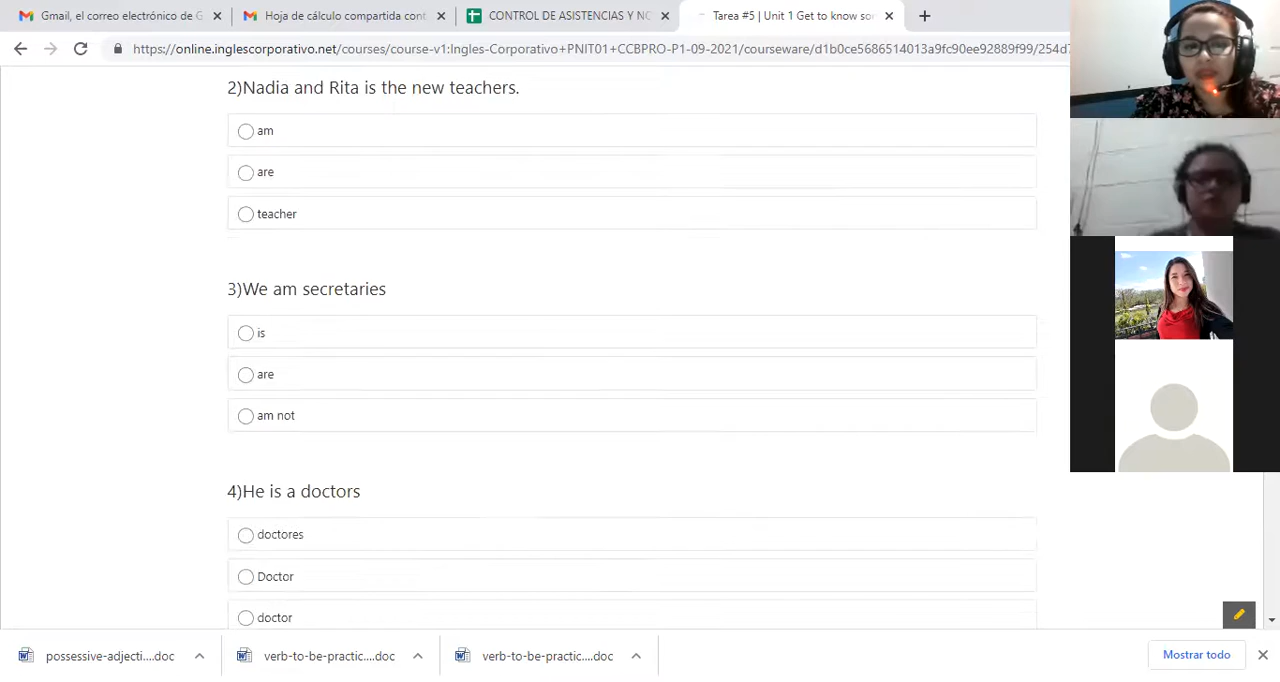 Gmail, el correo electrónico de G
Hoja de cálculo compartida cont
CONTROL DE ASISTENCIAS Y NO
Tarea #5 | Unit 1 Get to know so
https://online.inglescorporativo.net/courses/course-v1:Ingles-Corporativo+PNIT01+CCBPRO-P1-09-2021/courseware/d1b0ce5686514013a9fc90ee92889f99/254d7
2)Nadia and Rita is the new teachers.
am
are
teacher
3)We am secretaries
is
are
am not
4)He is a doctors
doctores
Doctor
doctor
possessive-adjecti....doc
verb-to-be-practic....doc
verb-to-be-practic....doc
Mostrar todo